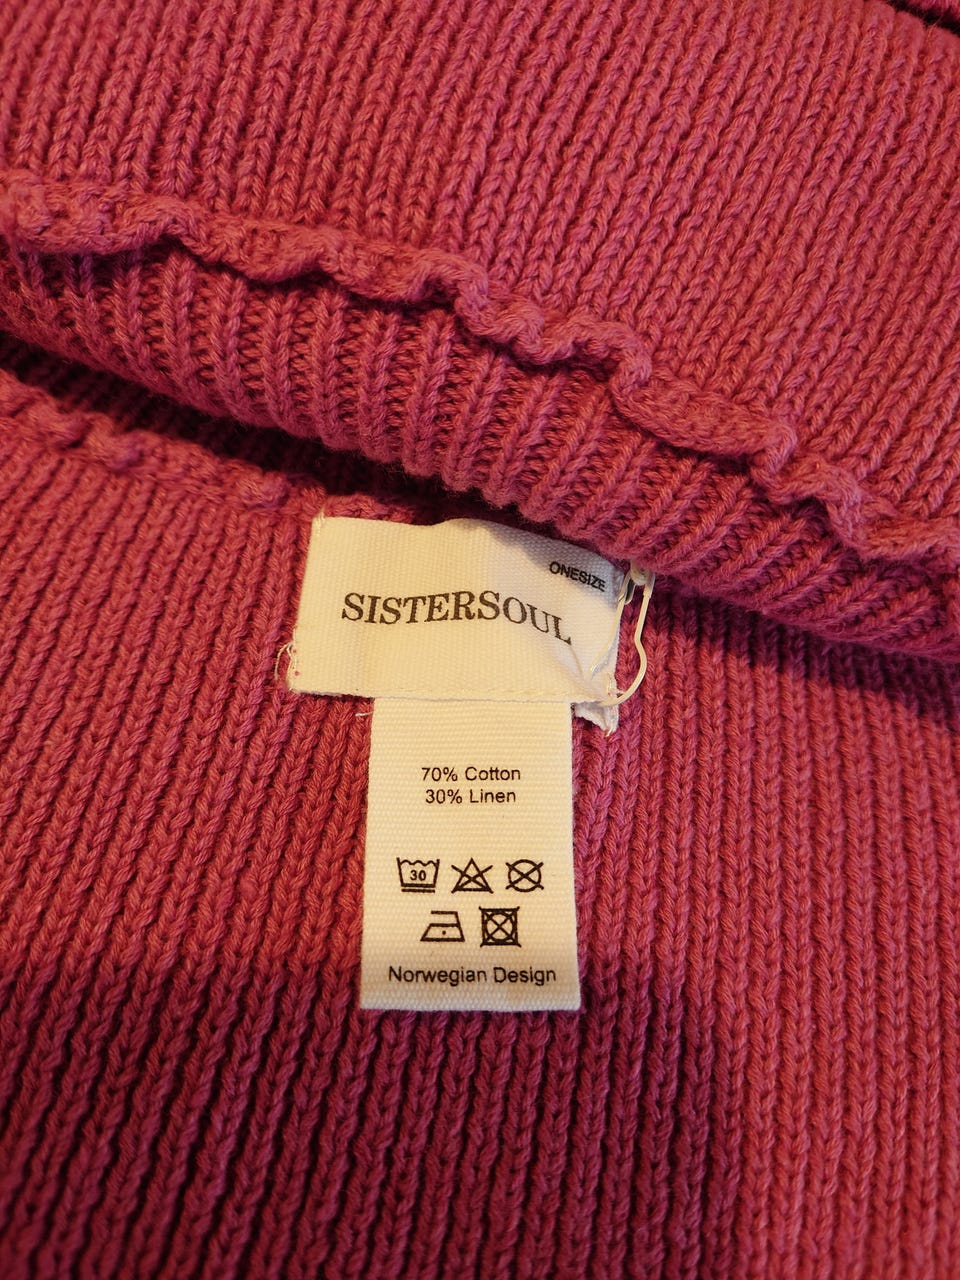 ONESIZE
SISTERSOUL
70% Cotton
30% Linen
30
Norwegian Design